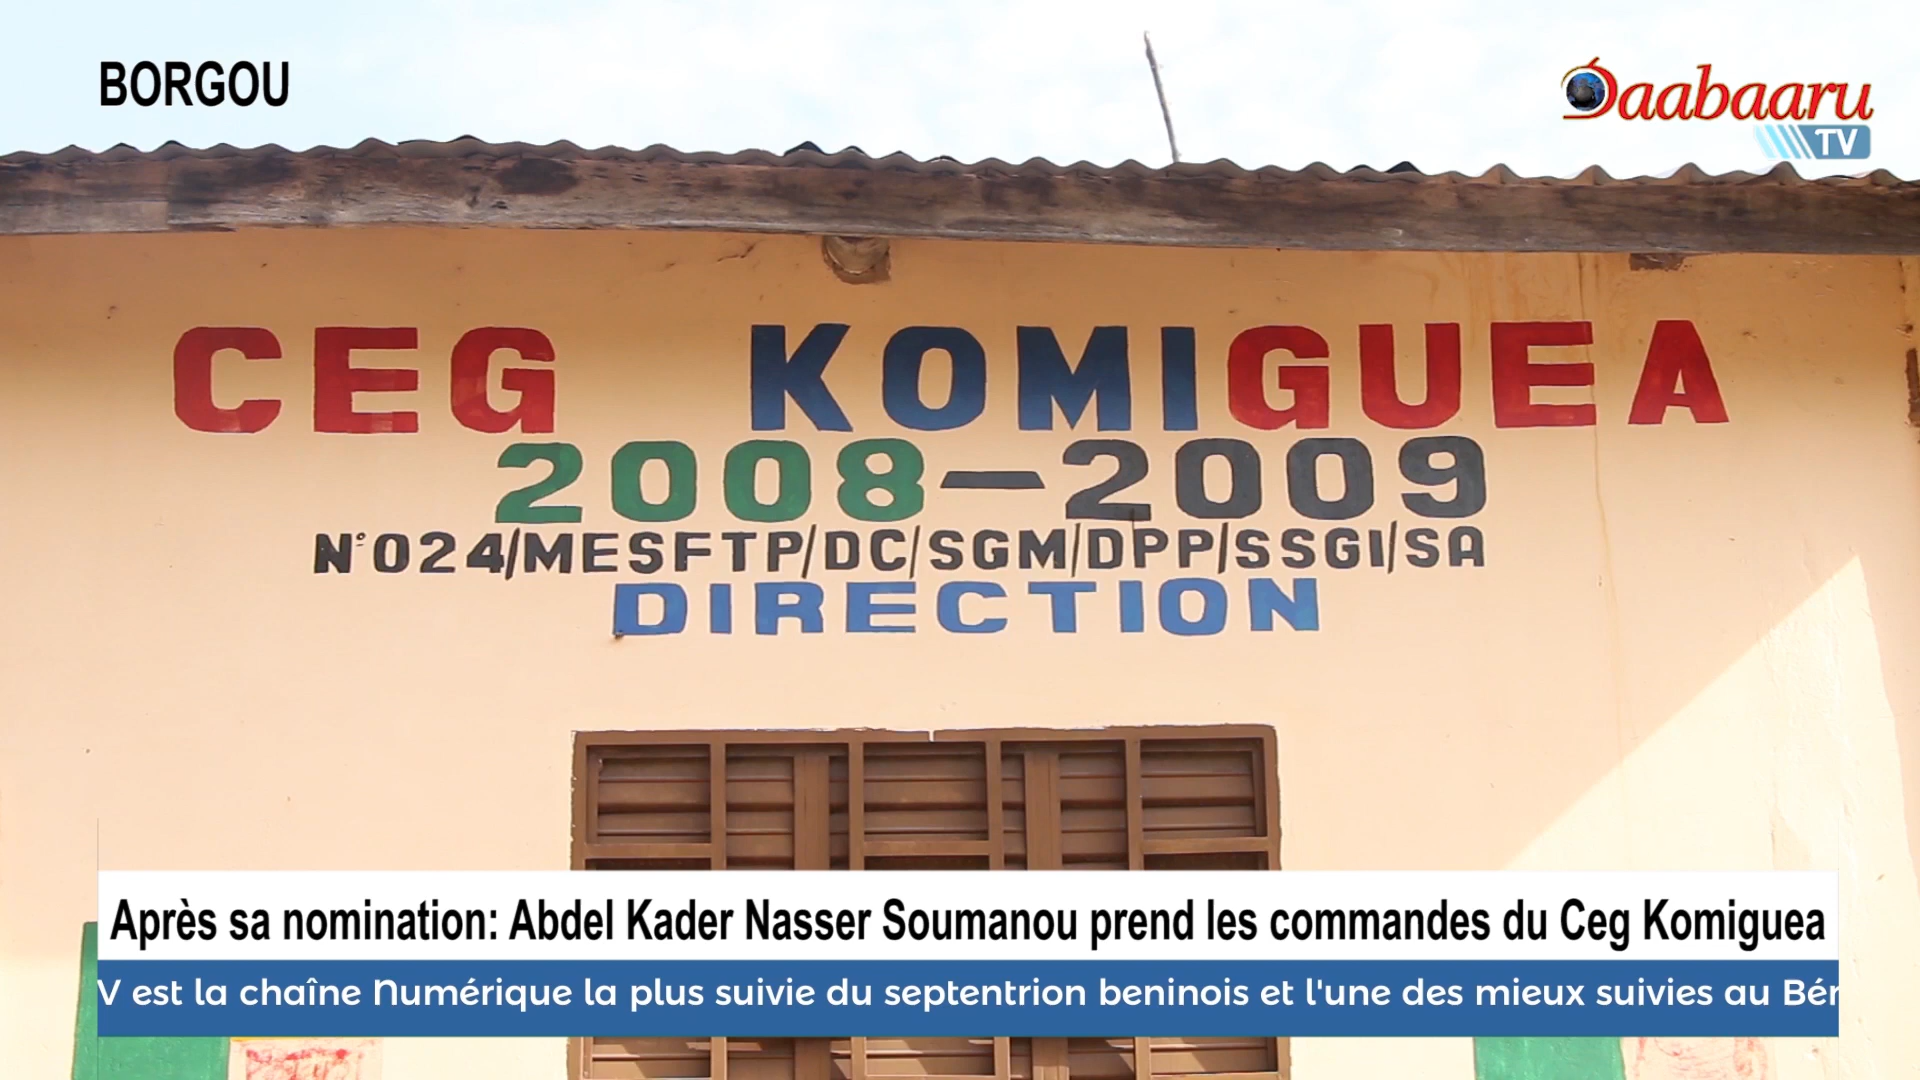 BORGOU
Daabaaru
TV
CEG KOMIGUEA
2008-2009
N°024/MESFTP/DC/SGM/DPP/SSGI/SA
DIRECTION
Après sa nomination: Abdel Kader Nasser Soumanou prend les commandes du Ceg Komiguea
V est la chaîne Numérique la plus suivie du septentrion beninois et l'une des mieux suivies au Bén